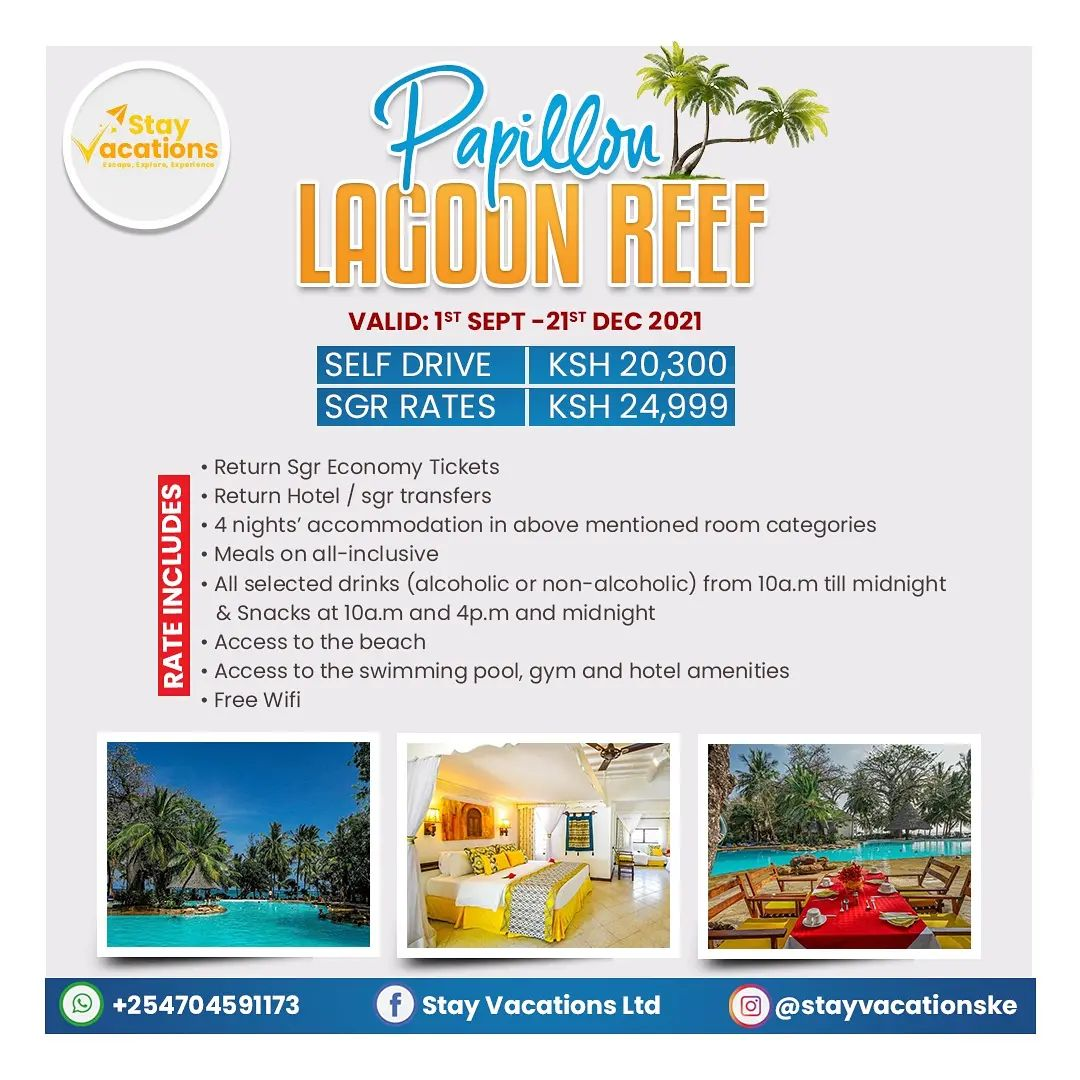 Stay
Vacations
Escape, Explore, Experience
Papillon
LAGOON REEF
VALID: 1ST SEPT -21ST DEC 2021
SELF DRIVE | KSH 20,300
SGR RATES | KSH 24,999
RATE INCLUDES
• Return Sgr Economy Tickets
• Return Hotel / sgr transfers
• 4 nights’ accommodation in above mentioned room categories
• Meals on all-inclusive
• All selected drinks (alcoholic or non-alcoholic) from 10a.m till midnight
& Snacks at 10a.m and 4p.m and midnight
• Access to the beach
• Access to the swimming pool, gym and hotel amenities
• Free Wifi
+254704591173
Stay Vacations Ltd
@stayvacationske